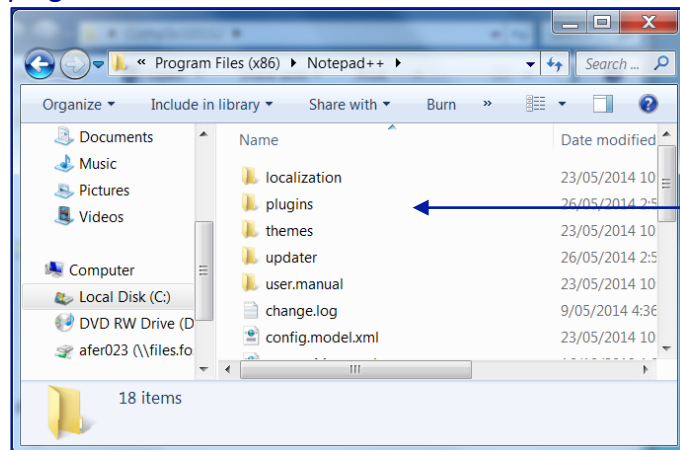 « Program Files (x86) ▸ Notepad++ ▸
Search ...
Organize Include in library Share with Burn »
Documents
Music
Pictures
Videos
Computer
Local Disk (C:)
DVD RW Drive (D
afer023 (\\files.fo
Name Date modified
localization 23/05/2014 10
plugins 26/05/2014 2:5
themes 23/05/2014 10
updater 26/05/2014 2:5
user.manual 23/05/2014 10
change.log 9/05/2014 4:36
config.model.xml 23/05/2014 10
18 items